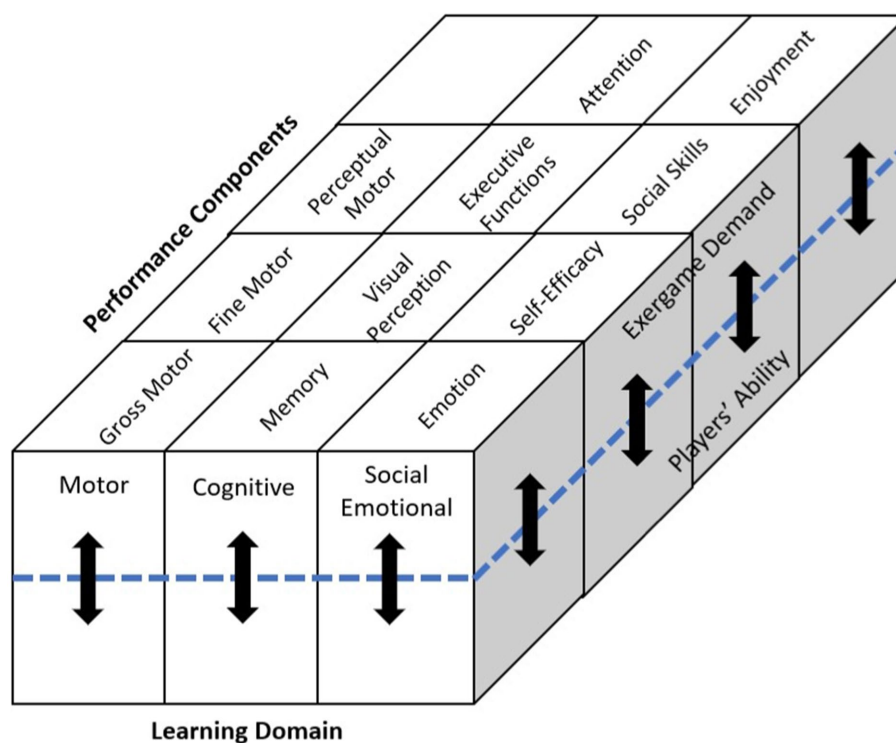 Performance Components
Attention
Enjoyment
Perceptual
Motor
Executive
Functions
Social Skills
Fine Motor
Visual
Perception
Self-Efficacy
Gross Motor
Memory
Emotion
Exergame Demand
Players' Ability
Motor
Cognitive
Social
Emotional
Learning Domain